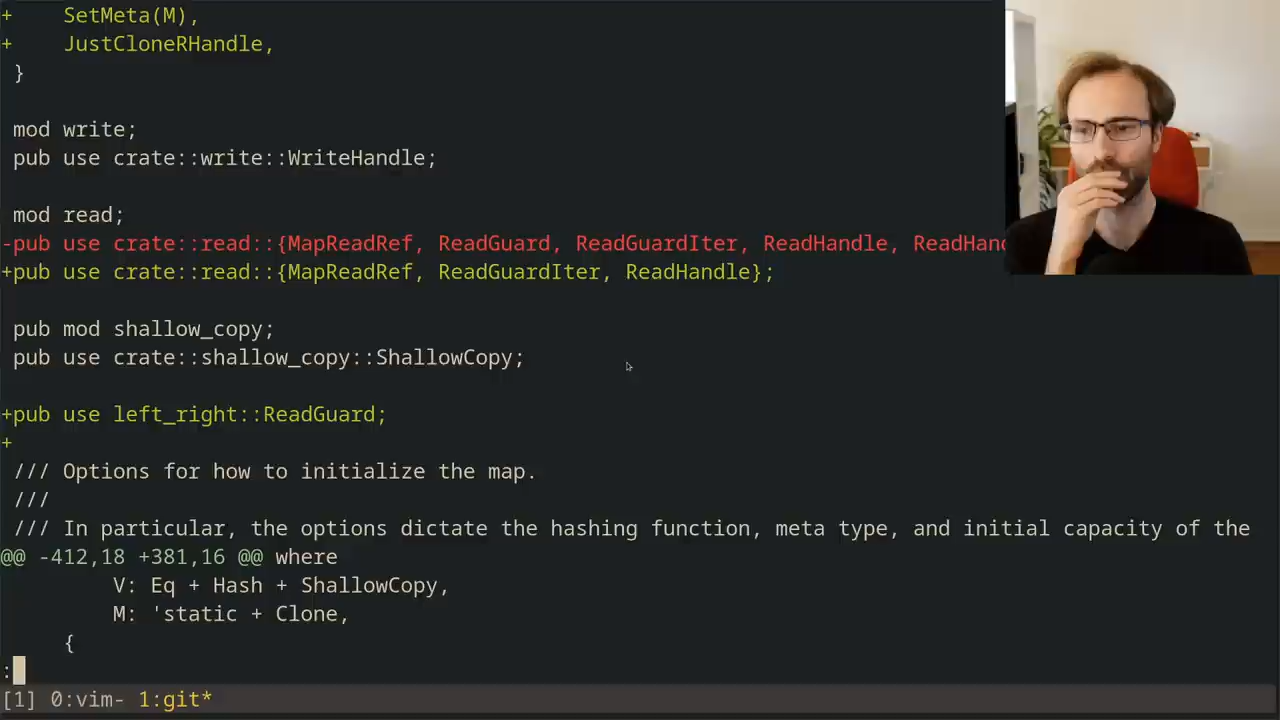 +    SetMeta(M),
+    JustCloneRHandle,
 }
 mod write;
 pub use crate::write::WriteHandle;
 mod read;
-pub use crate::read::{MapReadRef, ReadGuard, ReadGuardIter, ReadHandle,
+pub use crate::read::{MapReadRef, ReadGuardIter, ReadHandle};
 pub mod shallow_copy;
 pub use crate::shallow_copy::ShallowCopy;
+pub use left_right::ReadGuard;
+
 /// Options for how to initialize the map.
 ///
 /// In particular, the options dictate the hashing function, meta type, and initial capacity of the
@@ -412,18 +381,16 @@ where
         V: Eq + Hash + ShallowCopy,
         M: 'static + Clone,
     {
:
[1] 0:vim- 1:git*